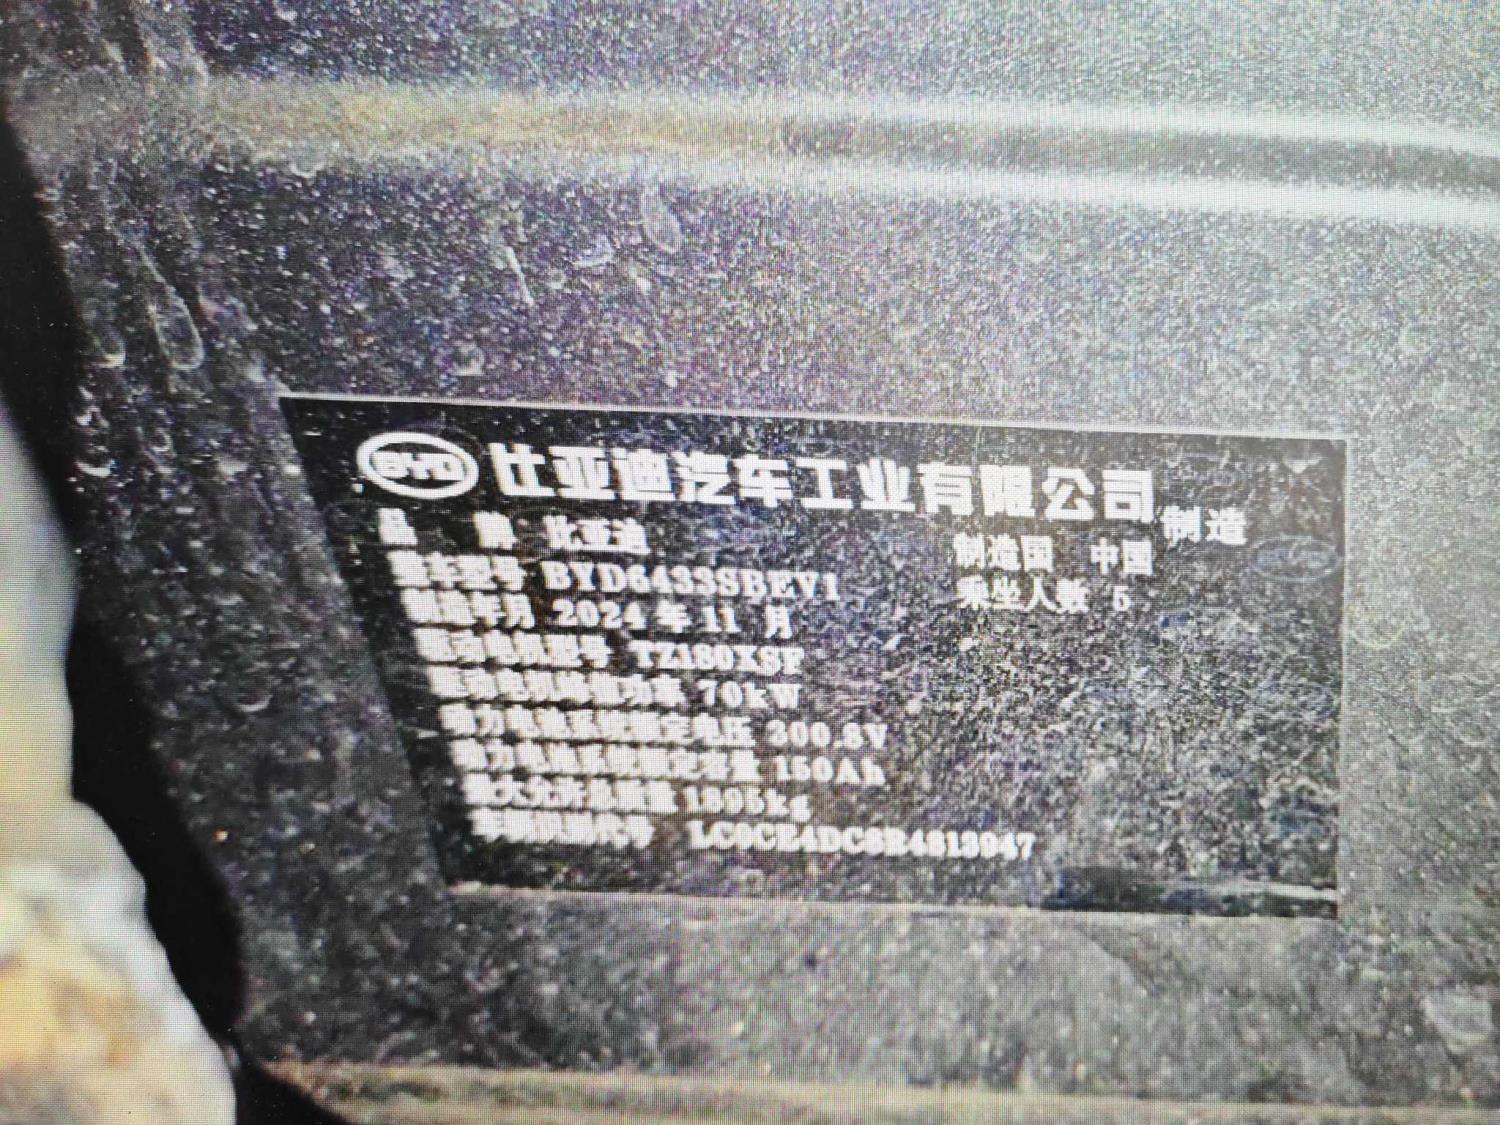 BYD 比亚迪汽车工业有限公司 制造
品 牌 比亚迪 制造国 中国
整车型号 BYD6433SBEV1 乘坐人数 5
制造年月 2024 年 11 月
驱动电机型号 TZ180XSF
驱动电机峰值功率 70kW
动力电池系统额定电压 300.8V
动力电池系统额定容量 150Ah
最大允许总质量
车辆识别代号